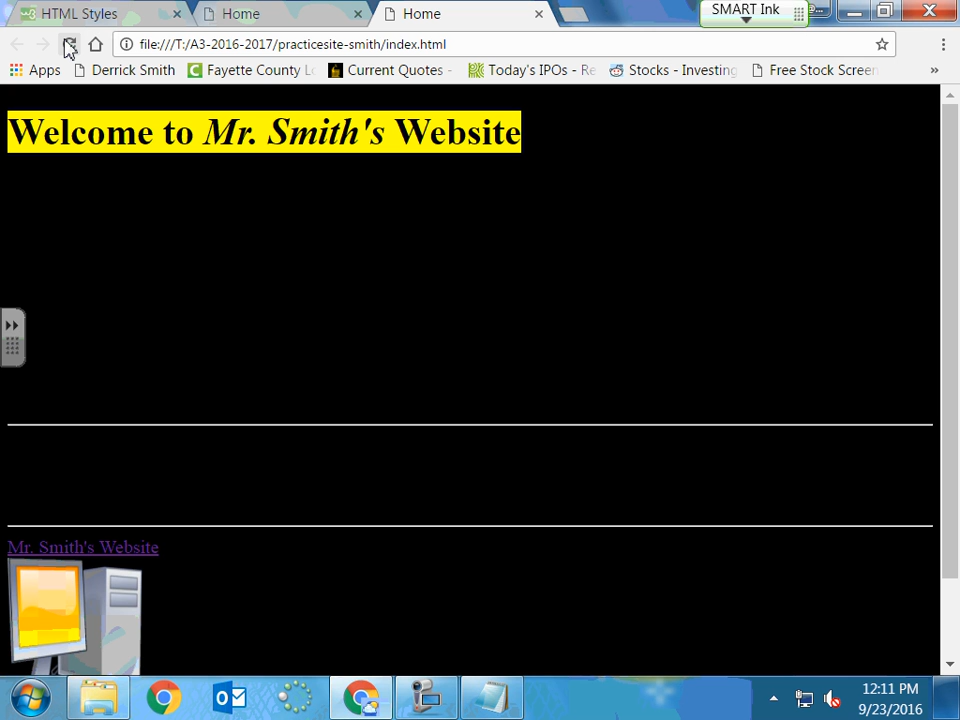 HTML Styles
Home
Home
SMART Ink
file:///T:/A3-2016-2017/practicesite-smith/index.html
Apps
Derrick Smith
Fayette County Lo
Current Quotes -
Today's IPOs - Re
Stocks - Investing
Free Stock Screen
»
Welcome to Mr. Smith's Website
Mr. Smith's Website
12:11 PM
9/23/2016